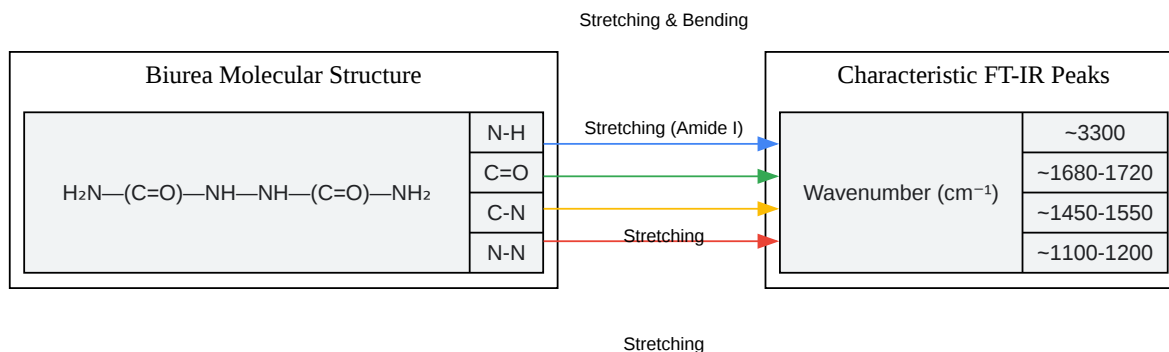 Stretching & Bending
Biurea Molecular Structure
Characteristic FT-IR Peaks
H₂N—(C=O)—NH—NH—(C=O)—NH₂
N-H
C=O
C-N
N-N
Stretching (Amide I)
Stretching
Wavenumber (cm⁻¹)
~3300
~1680-1720
~1450-1550
~1100-1200
Stretching